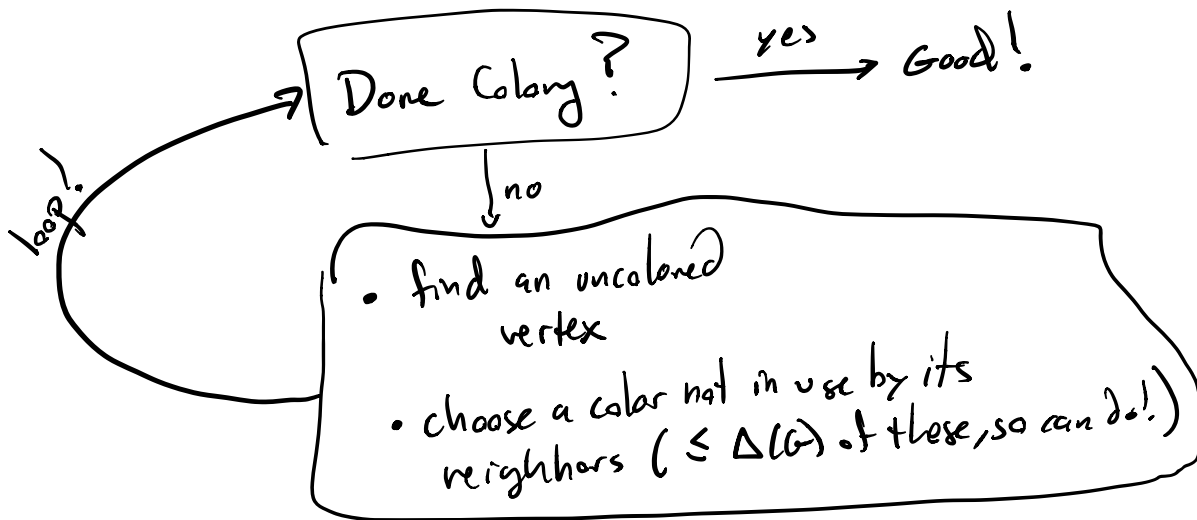 Done Colong?
yes
Good!
no
loop!
• find an uncolored
vertex
• choose a color not in use by its
neighbors (≤ Δ(G) of these, so can do!)